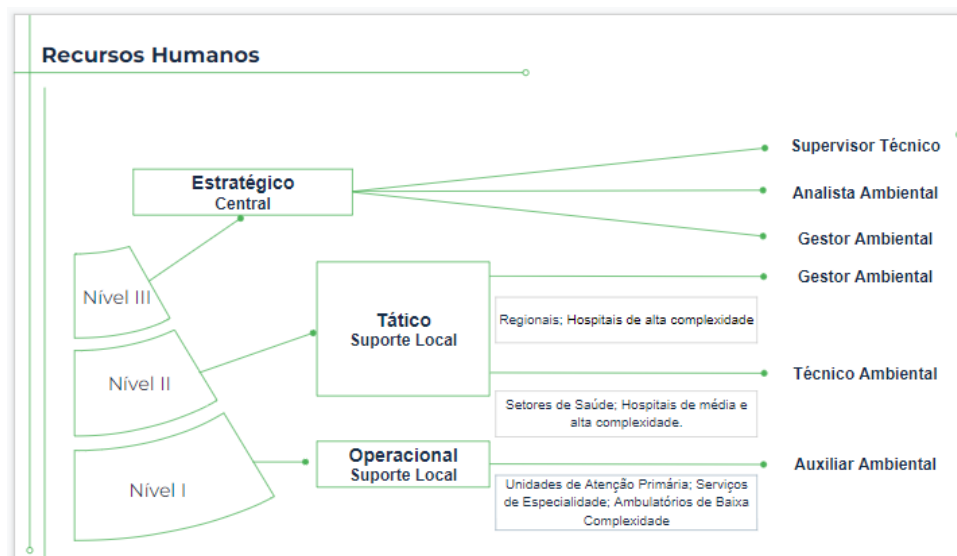 Recursos Humanos
Estratégico
Central
Supervisor Técnico
Analista Ambiental
Gestor Ambiental
Nível III
Tático
Suporte Local
Gestor Ambiental
Regionais; Hospitais de alta complexidade
Nível II
Técnico Ambiental
Setores de Saúde; Hospitais de média e
alta complexidade.
Nível I
Operacional
Suporte Local
Auxiliar Ambiental
Unidades de Atenção Primária; Serviços
de Especialidade; Ambulatórios de Baixa
Complexidade